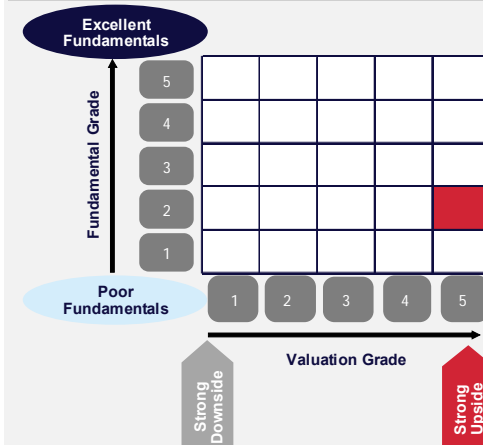 Excellent
Fundamentals
Fundamental Grade
5
4
3
2
1
Poor
Fundamentals
1
2
3
4
5
Valuation Grade
Strong
Downside
Strong
Upside